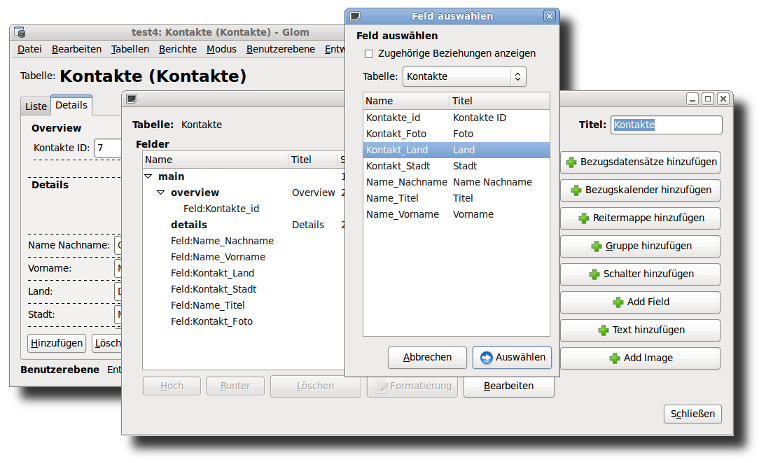 test4: Kontakte (Kontakte) - Glom
Datei Bearbeiten Tabellen Berichte Modus Benutzerebene
Tabelle: Kontakte (Kontakte)
Liste Details
Overview
Kontakte ID: 7
Details
Name Nachname:
Vorname:
Land:
Stadt:
Hinzufügen
Benutzerebene
Tabelle: Kontakte
Felder
Name Titel
main
overview Overview 2
Feld:Kontakte_id
details Details 2
Feld:Name_Nachname
Feld:Name_Vorname
Feld:Kontakt_Land
Feld:Kontakt_Stadt
Feld:Name_Titel
Feld:Kontakt_Foto
Hoch Runter Löschen Formatierung Bearbeiten
Feld auswählen
Feld auswählen
Zugehörige Beziehungen anzeigen
Tabelle: Kontakte
Name Titel
Kontakte_id Kontakte ID
Kontakt_Foto Foto
Kontakt_Land Land
Kontakt_Stadt Stadt
Name_Nachname Name Nachname
Name_Titel Titel
Name_Vorname Vorname
Abbrechen Auswählen
Titel: Kontakte
Bezugsdatensätze hinzufügen
Bezugskalender hinzufügen
Reitermappe hinzufügen
Gruppe hinzufügen
Schalter hinzufügen
Add Field
Text hinzufügen
Add Image
Schließen